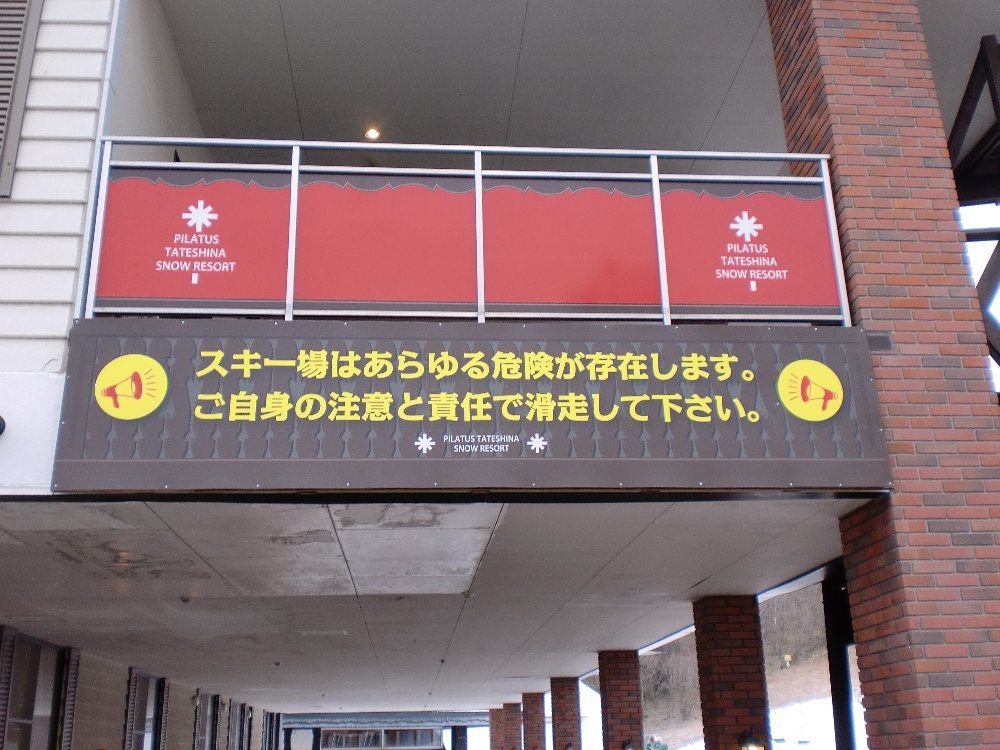 PILATUS
TATESHINA
SNOW RESORT
PILATUS
TATESHINA
SNOW RESORT
スキー場はあらゆる危険が存在します。
ご自身の注意と責任で滑走して下さい。
PILATUS TATESHINA
SNOW RESORT